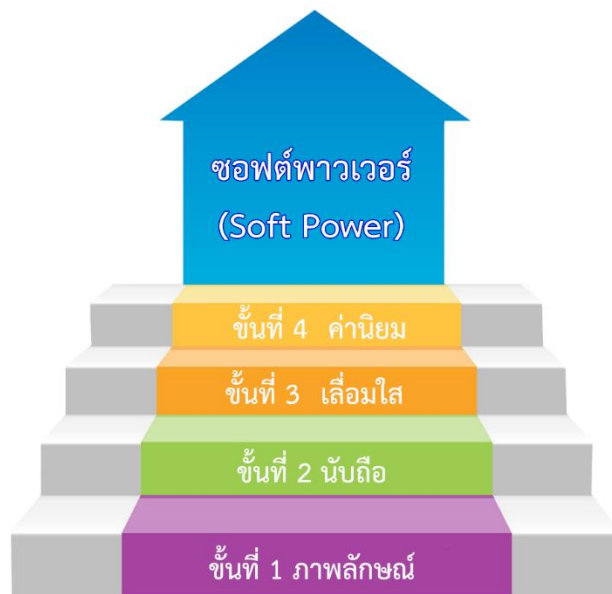 ซอฟต์พาวเวอร์
(Soft Power)
ขั้นที่ 4 ค่านิยม
ขั้นที่ 3 เลื่อมใส
ขั้นที่ 2 นับถือ
ขั้นที่ 1 ภาพลักษณ์